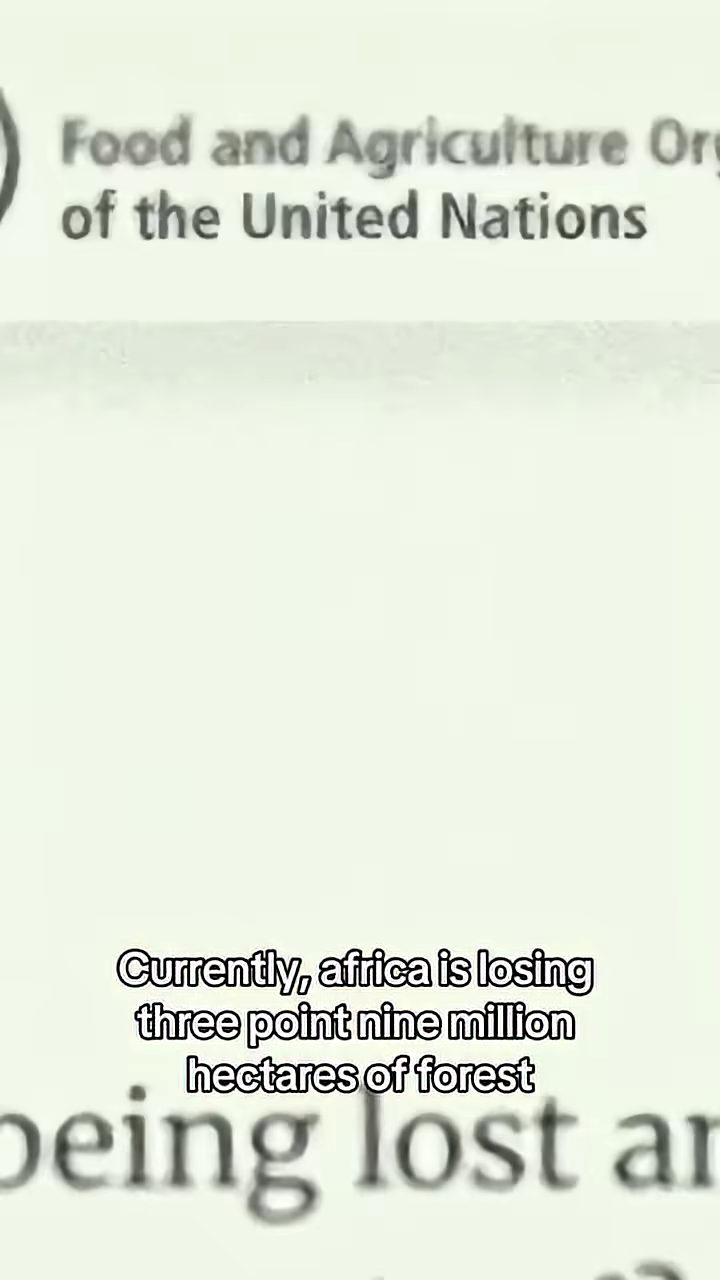 Food and Agriculture Or
of the United Nations
Currently, africa is losing
three point nine million
hectares of forest
being lost ar